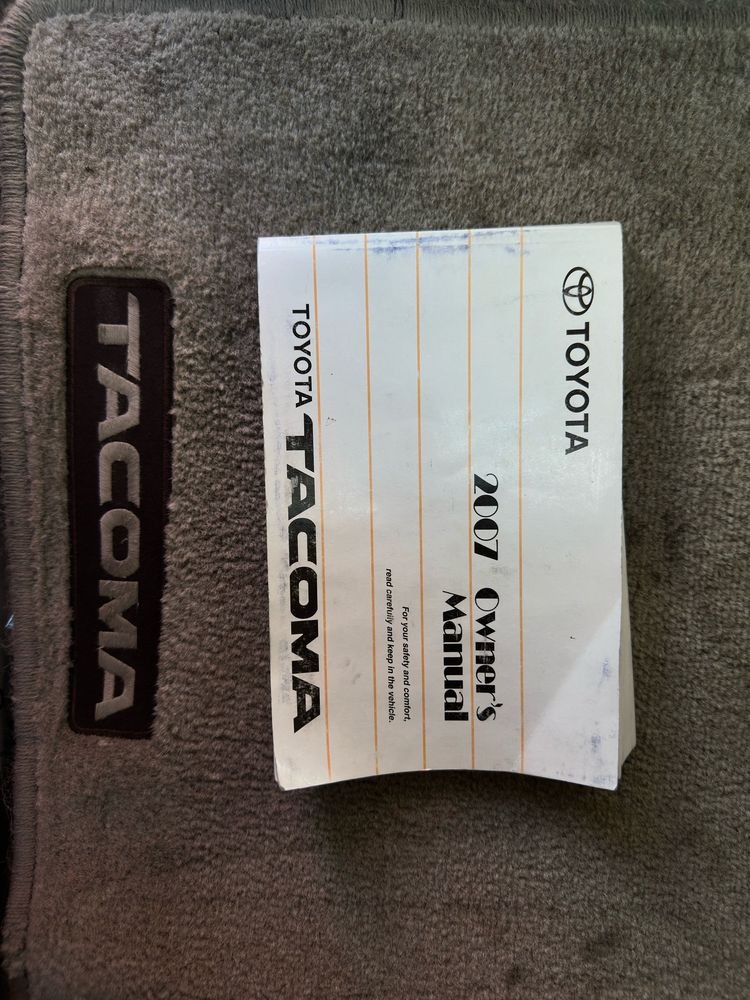 TOYOTA
2007 Owner's
Manual
For your safety and comfort,
read carefully and keep in the vehicle.
TOYOTA TACOMA
TACOMA